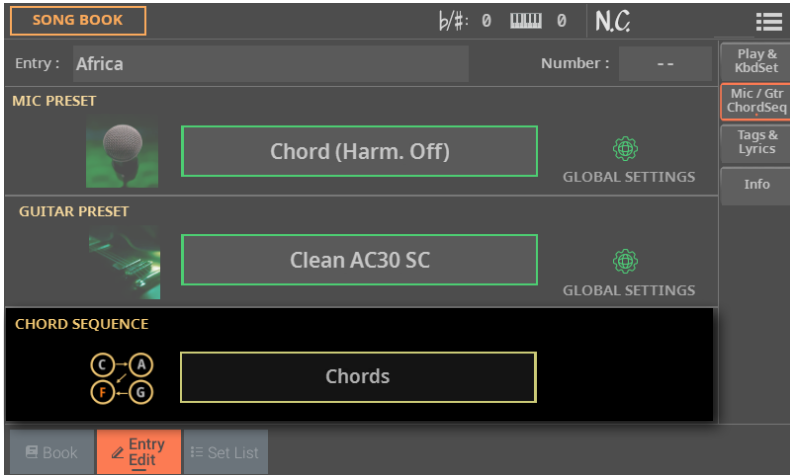 SONG BOOK
♭/♯: 0
0
N.C.
Entry : Africa
Number : --
Play &
KbdSet
MIC PRESET
Mic / Gtr
ChordSeq
Chord (Harm. Off)
Tags &
Lyrics
GLOBAL SETTINGS
Info
GUITAR PRESET
Clean AC30 SC
GLOBAL SETTINGS
CHORD SEQUENCE
C A
F G
Chords
Book
Entry
Edit
Set List